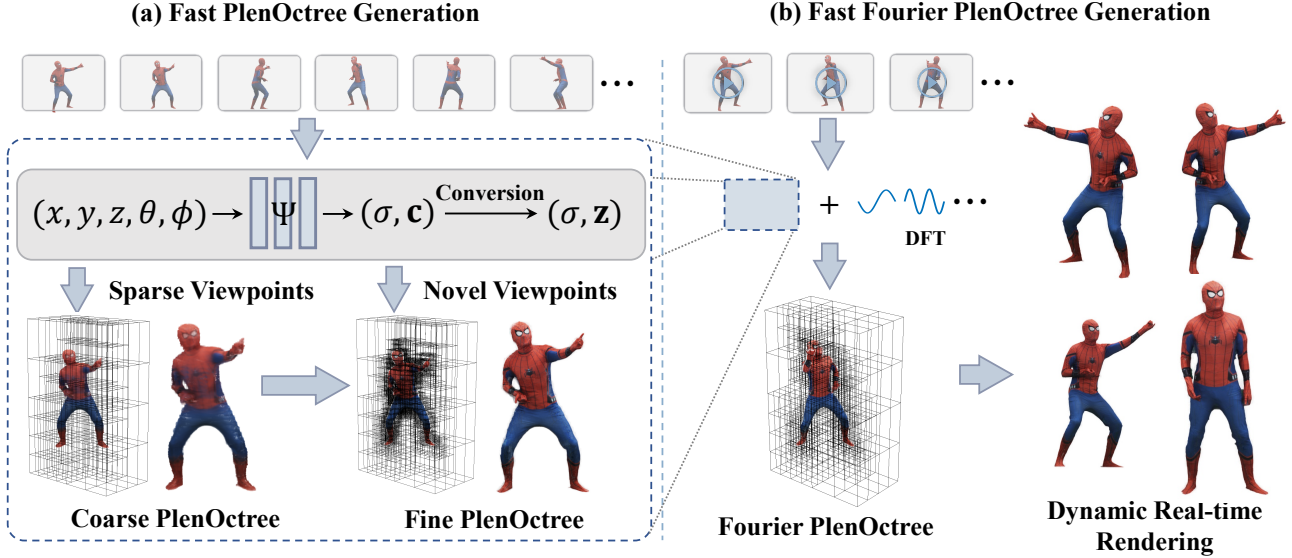 (a) Fast PlenOctree Generation
(b) Fast Fourier PlenOctree Generation
•••
•••
(x, y, z, θ, ϕ) → Ψ → (σ, c) Conversion → (σ, z)
+ •••
DFT
Sparse Viewpoints
Novel Viewpoints
Coarse PlenOctree
Fine PlenOctree
Fourier PlenOctree
Dynamic Real-time
Rendering